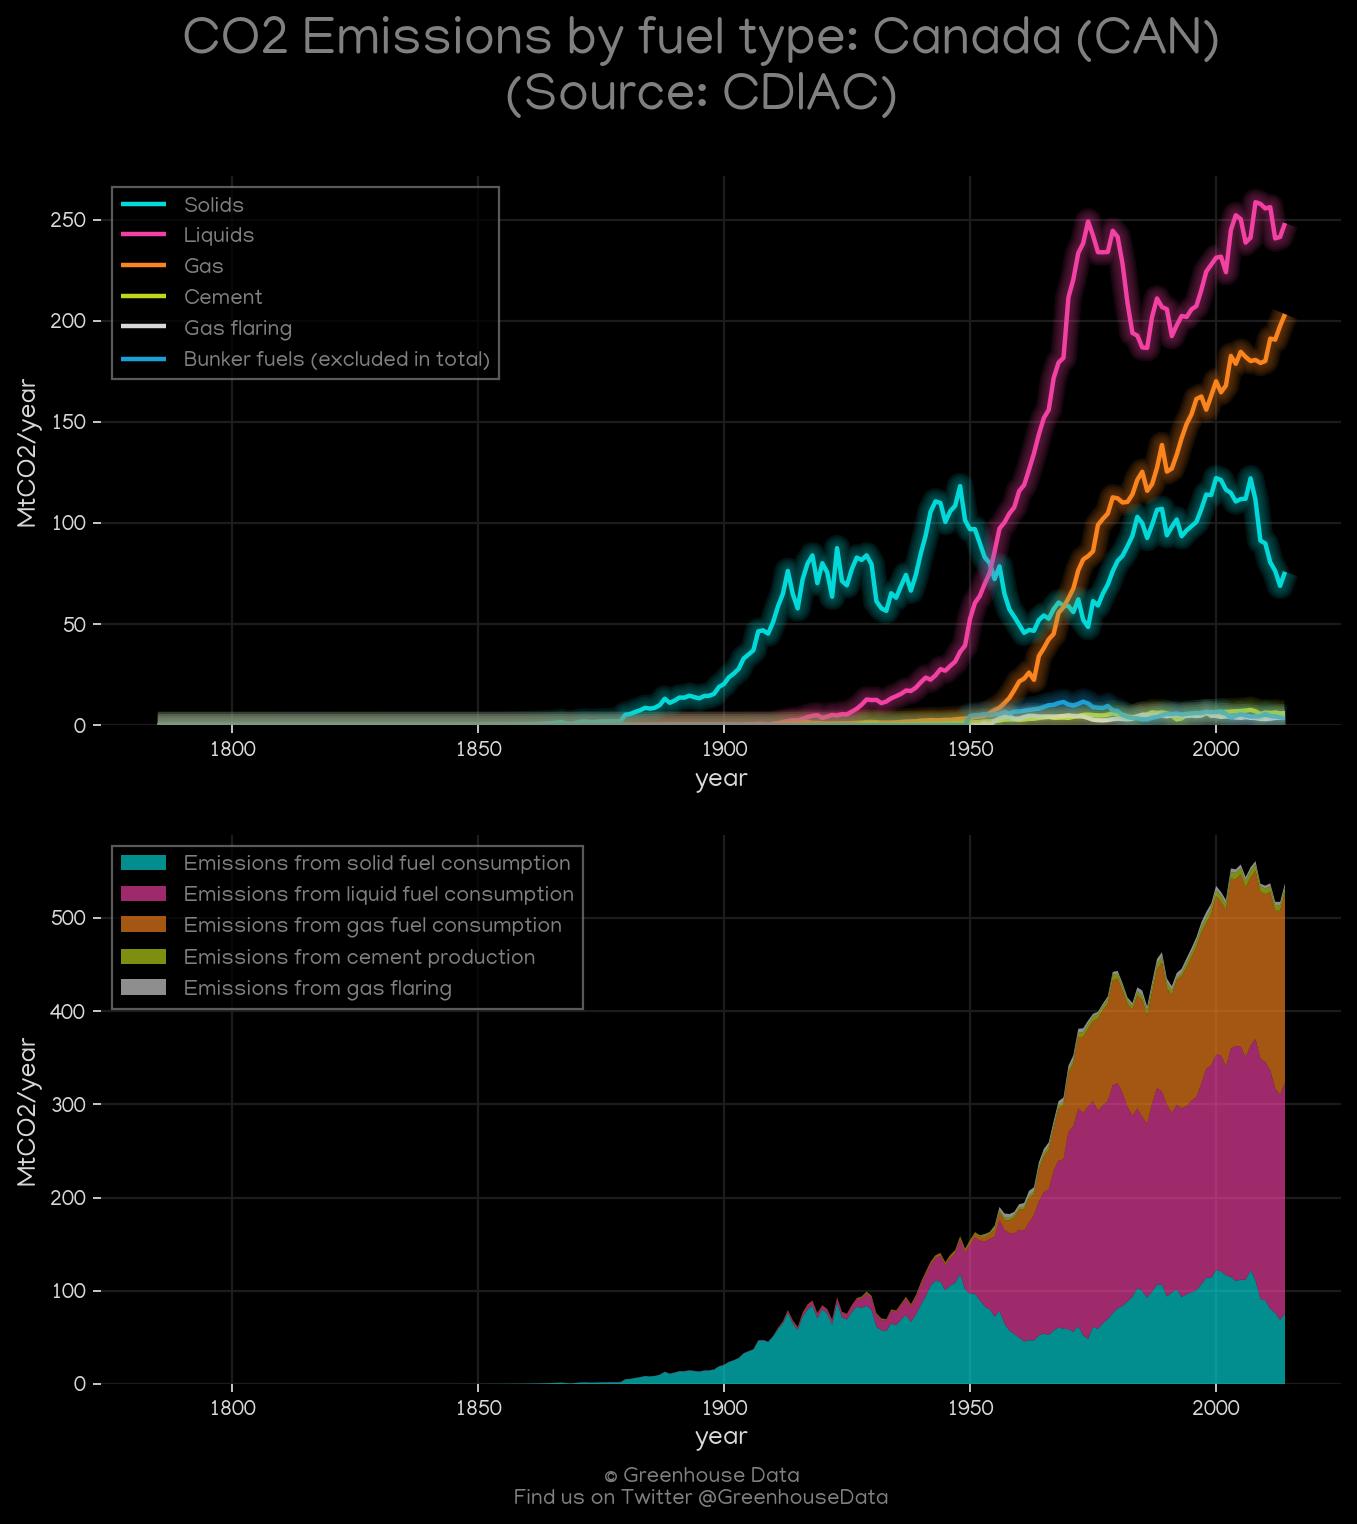 CO2 Emissions by fuel type: Canada (CAN)
(Source: CDIAC)
Solids
Liquids
Gas
Cement
Gas flaring
Bunker fuels (excluded in total)
MtCO2/year
250
200
150
100
50
0
1800
1850
1900
1950
2000
year
Emissions from solid fuel consumption
Emissions from liquid fuel consumption
Emissions from gas fuel consumption
Emissions from cement production
Emissions from gas flaring
MtCO2/year
500
400
300
200
100
0
1800
1850
1900
1950
2000
year
© Greenhouse Data
Find us on Twitter @GreenhouseData